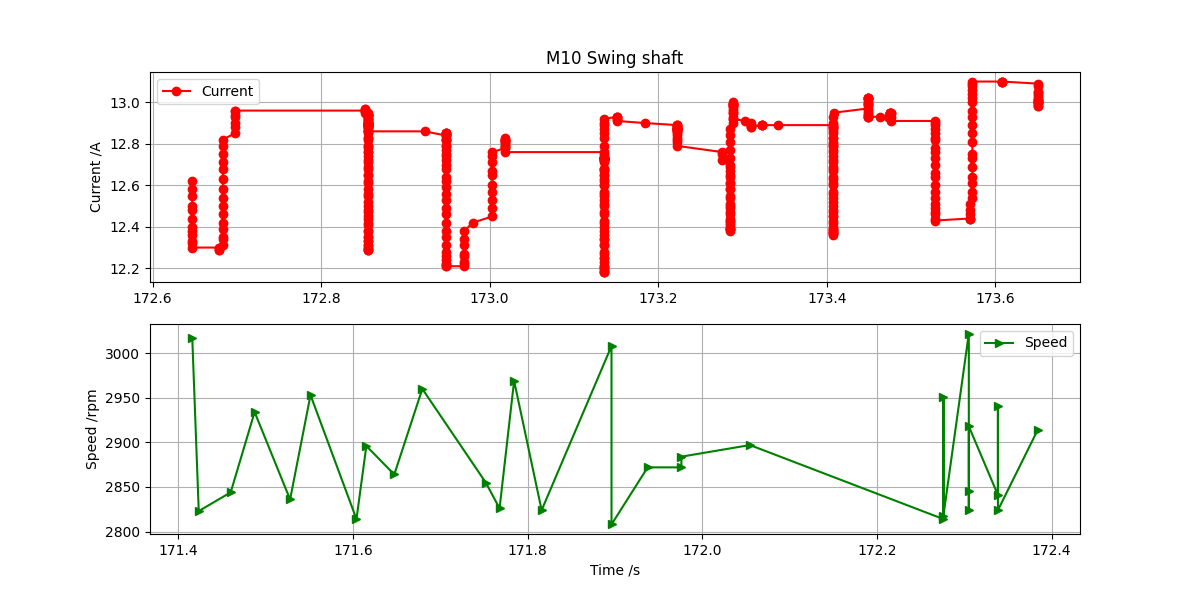 M10 Swing shaft
Current
Current /A
13.0
12.8
12.6
12.4
12.2
172.6 172.8 173.0 173.2 173.4 173.6
Speed
Speed /rpm
3000
2950
2900
2850
2800
171.4 171.6 171.8 172.0 172.2 172.4
Time /s